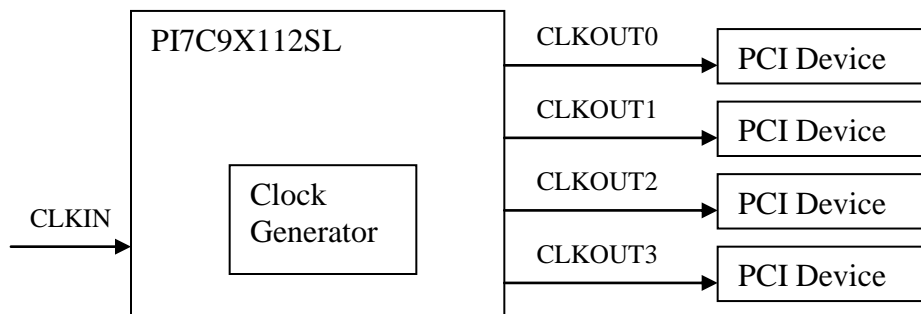 PI7C9X112SL
CLKOUT0
PCI Device
CLKOUT1
PCI Device
CLKOUT2
PCI Device
CLKOUT3
PCI Device
CLKIN
Clock
Generator